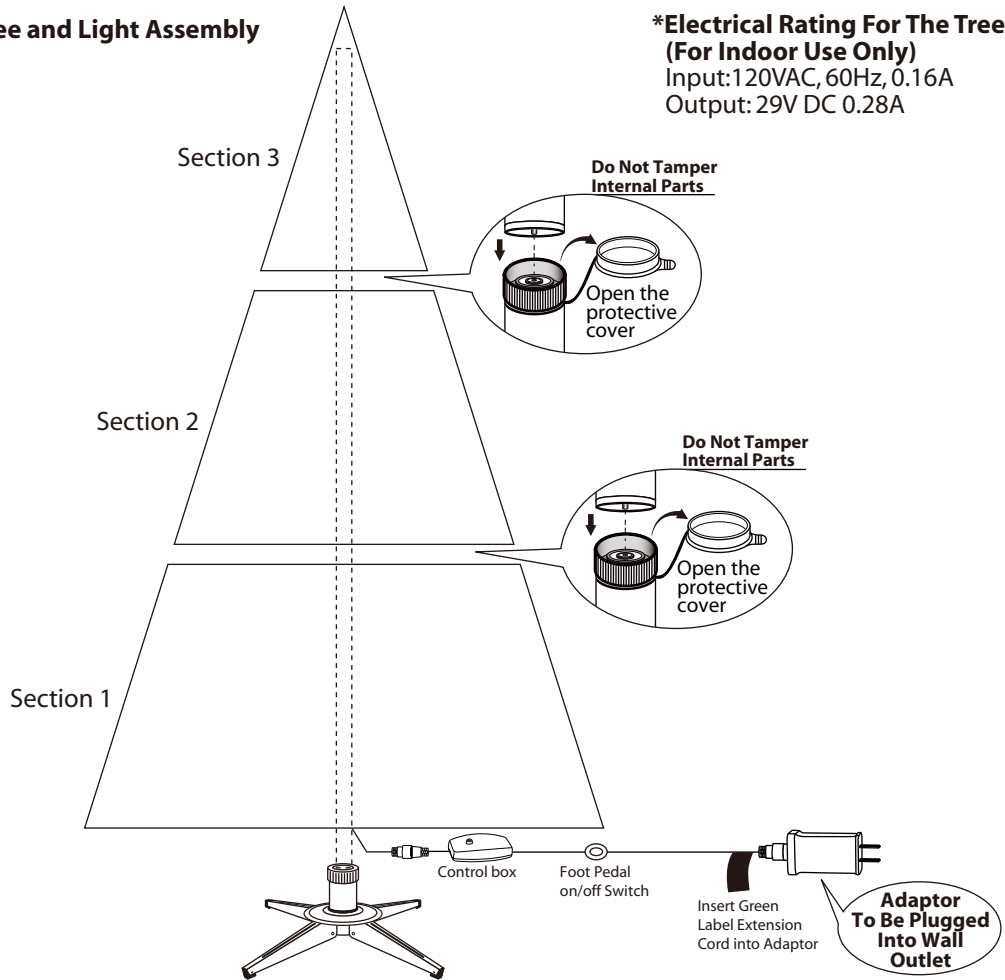 ee and Light Assembly
*Electrical Rating For The Tree
(For Indoor Use Only)
Input:120VAC, 60Hz, 0.16A
Output: 29V DC 0.28A
Section 3
Do Not Tamper
Internal Parts
Open the
protective
cover
Section 2
Do Not Tamper
Internal Parts
Open the
protective
cover
Section 1
Control box
Foot Pedal
on/off Switch
Insert Green
Label Extension
Cord into Adaptor
Adaptor
To Be Plugged
Into Wall
Outlet